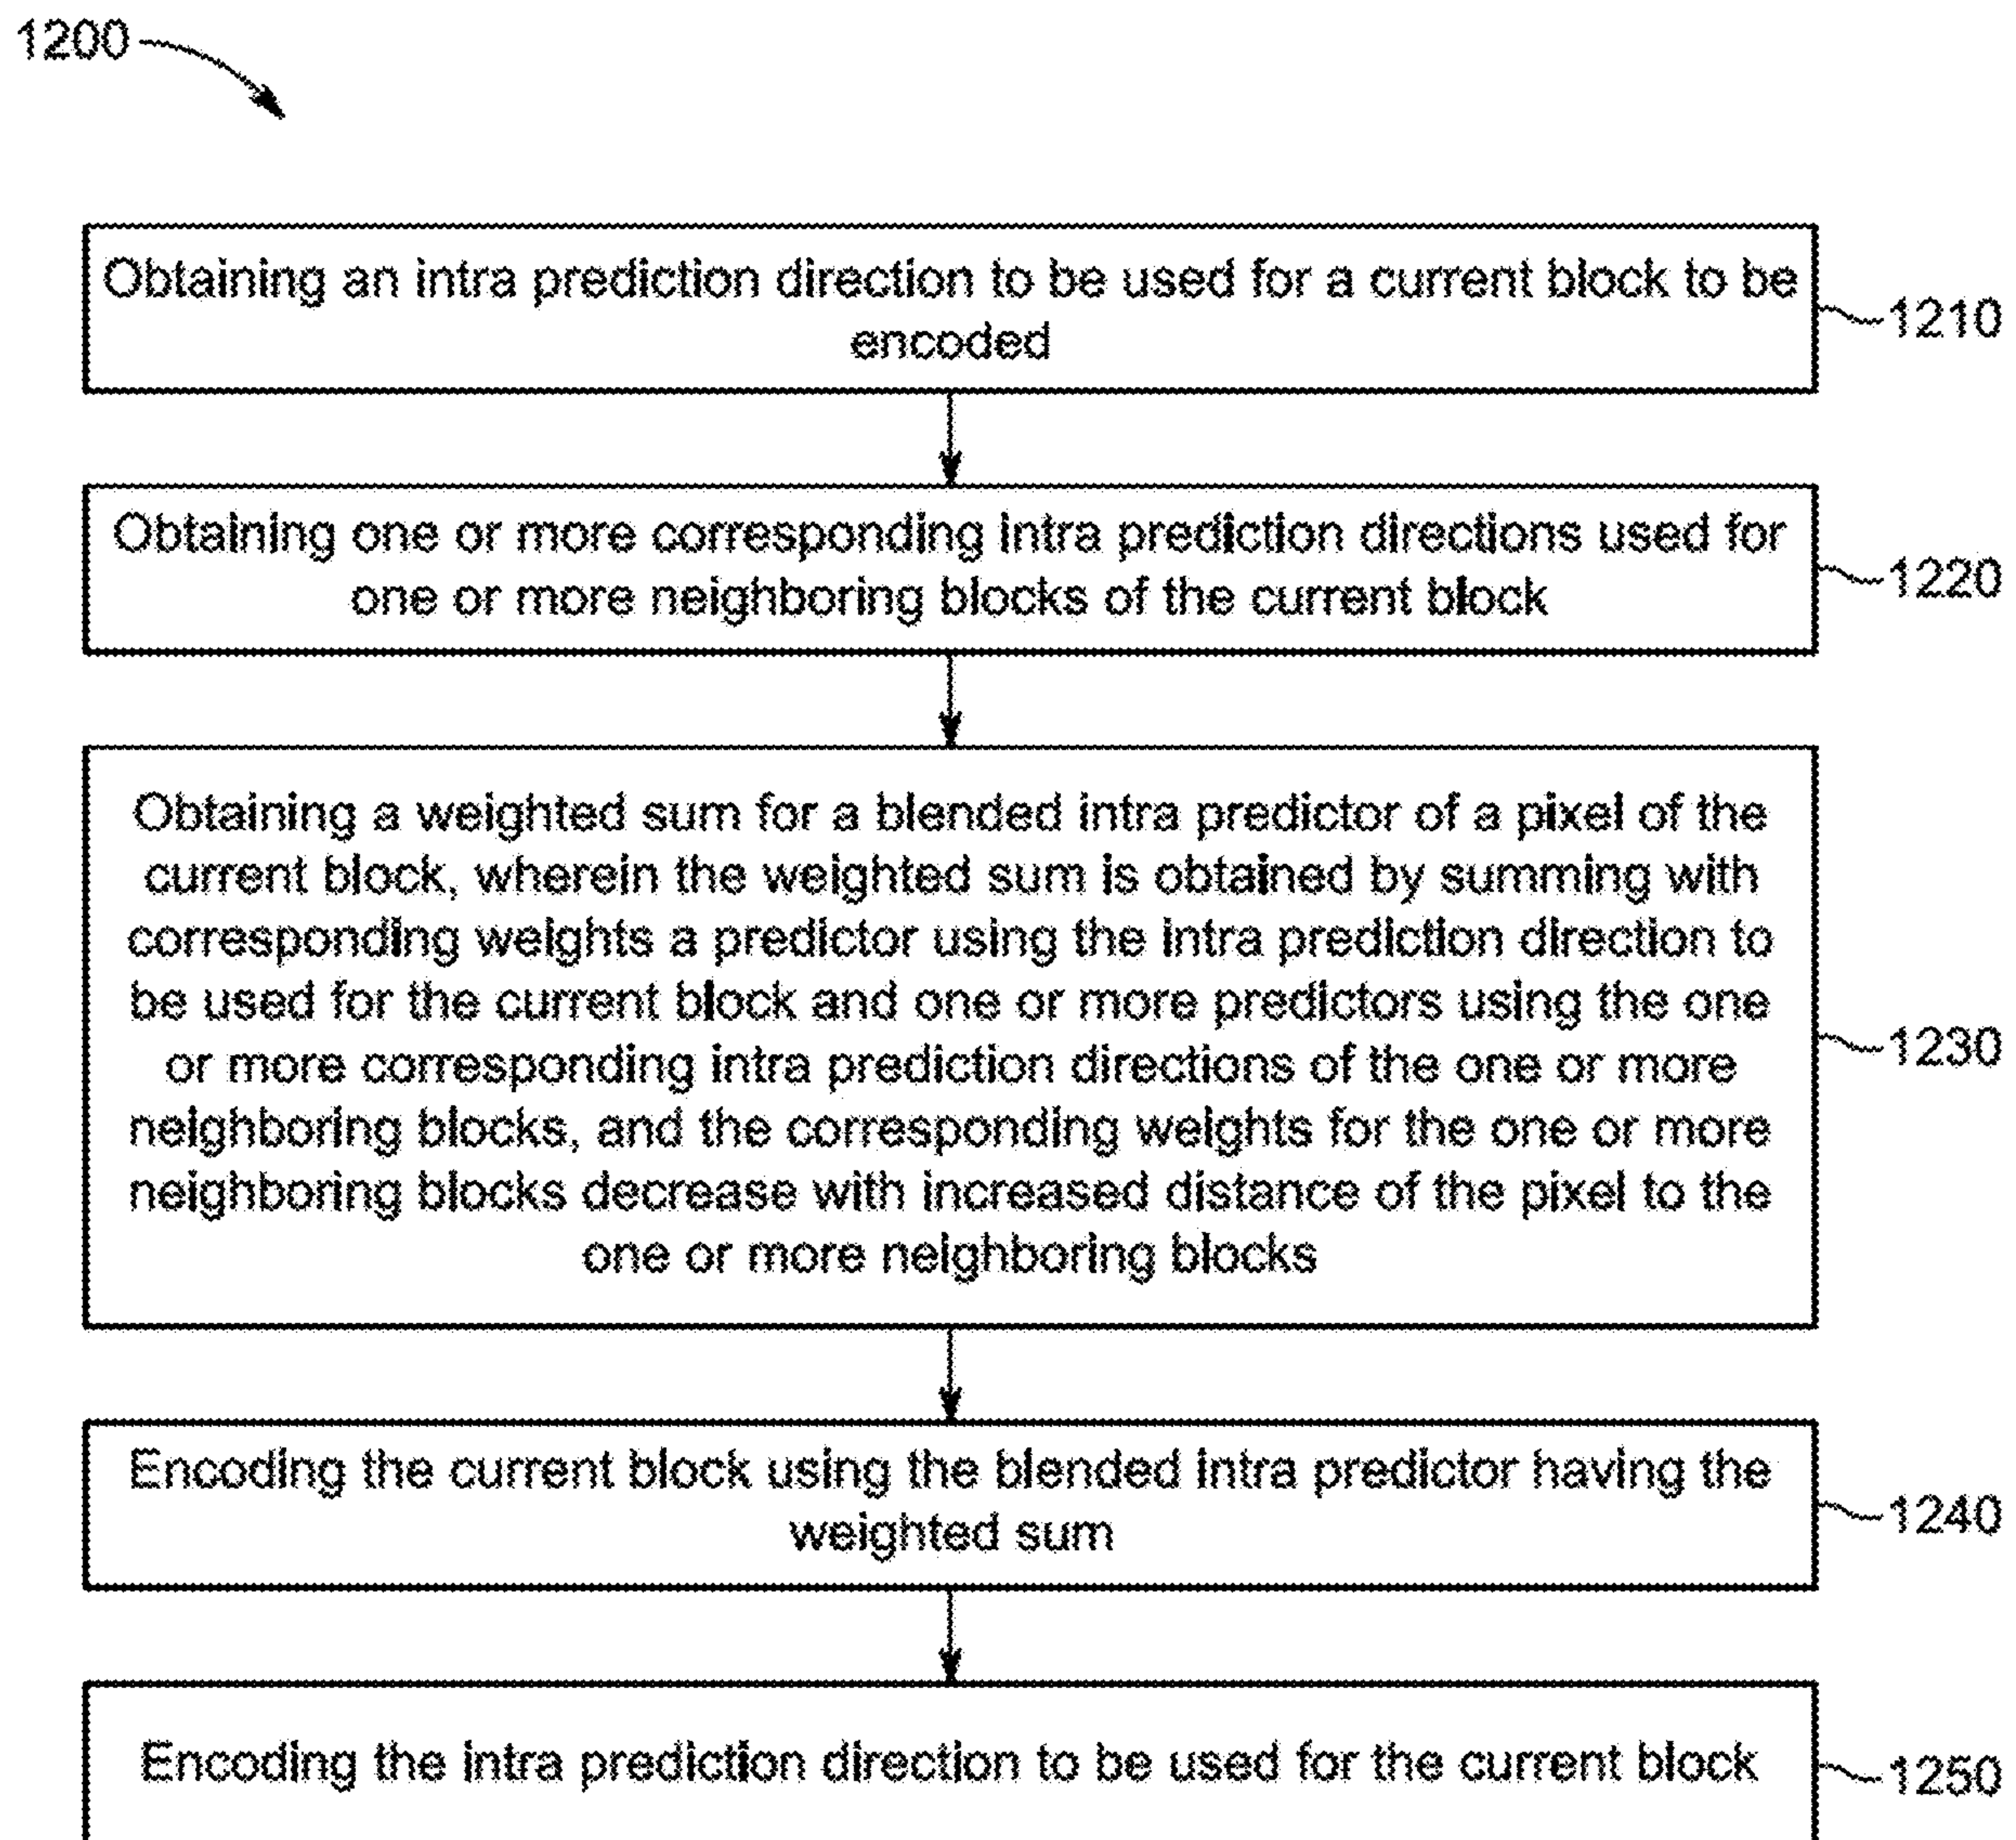 1200
Obtaining an intra prediction direction to be used for a current block to be
encoded
1210
Obtaining one or more corresponding intra prediction directions used for
one or more neighboring blocks of the current block
1220
Obtaining a weighted sum for a blended intra predictor of a pixel of the
current block, wherein the weighted sum is obtained by summing with
corresponding weights a predictor using the intra prediction direction to
be used for the current block and one or more predictors using the one
or more corresponding intra prediction directions of the one or more
neighboring blocks, and the corresponding weights for the one or more
neighboring blocks decrease with increased distance of the pixel to the
one or more neighboring blocks
1230
Encoding the current block using the blended intra predictor having the
weighted sum
1240
Encoding the intra prediction direction to be used for the current block
1250